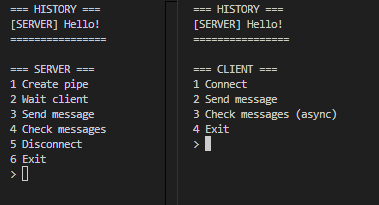 === HISTORY ===
[SERVER] Hello!
================
=== SERVER ===
1 Create pipe
2 Wait client
3 Send message
4 Check messages
5 Disconnect
6 Exit
>
=== HISTORY ===
[SERVER] Hello!
================
=== CLIENT ===
1 Connect
2 Send message
3 Check messages (async)
4 Exit
>